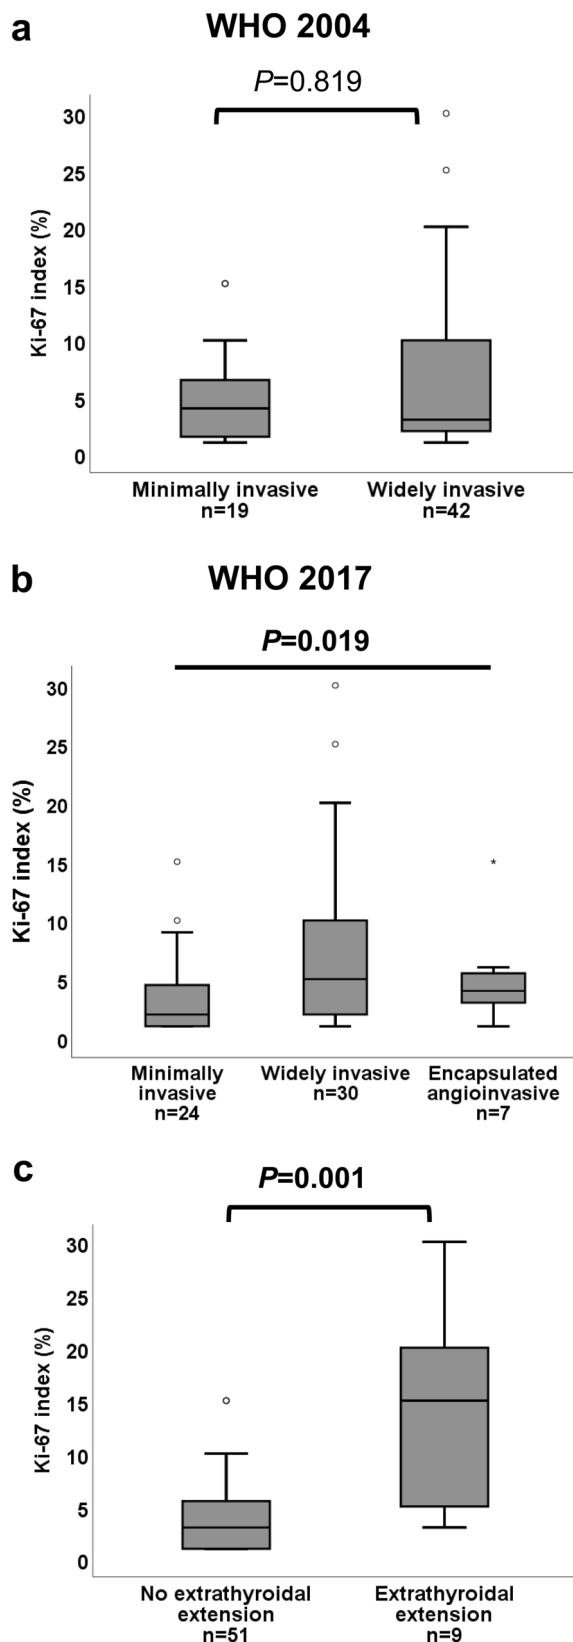 a
WHO 2004
P=0.819
Ki-67 index (%)
30
25
20
15
10
5
0
Minimally invasive
n=19
Widely invasive
n=42
b
WHO 2017
P=0.019
Ki-67 index (%)
30
25
20
15
10
5
0
Minimally
invasive
n=24
Widely invasive
n=30
Encapsulated
angioinvasive
n=7
c
P=0.001
Ki-67 index (%)
30
25
20
15
10
5
0
No extrathyroidal
extension
n=51
Extrathyroidal
extension
n=9